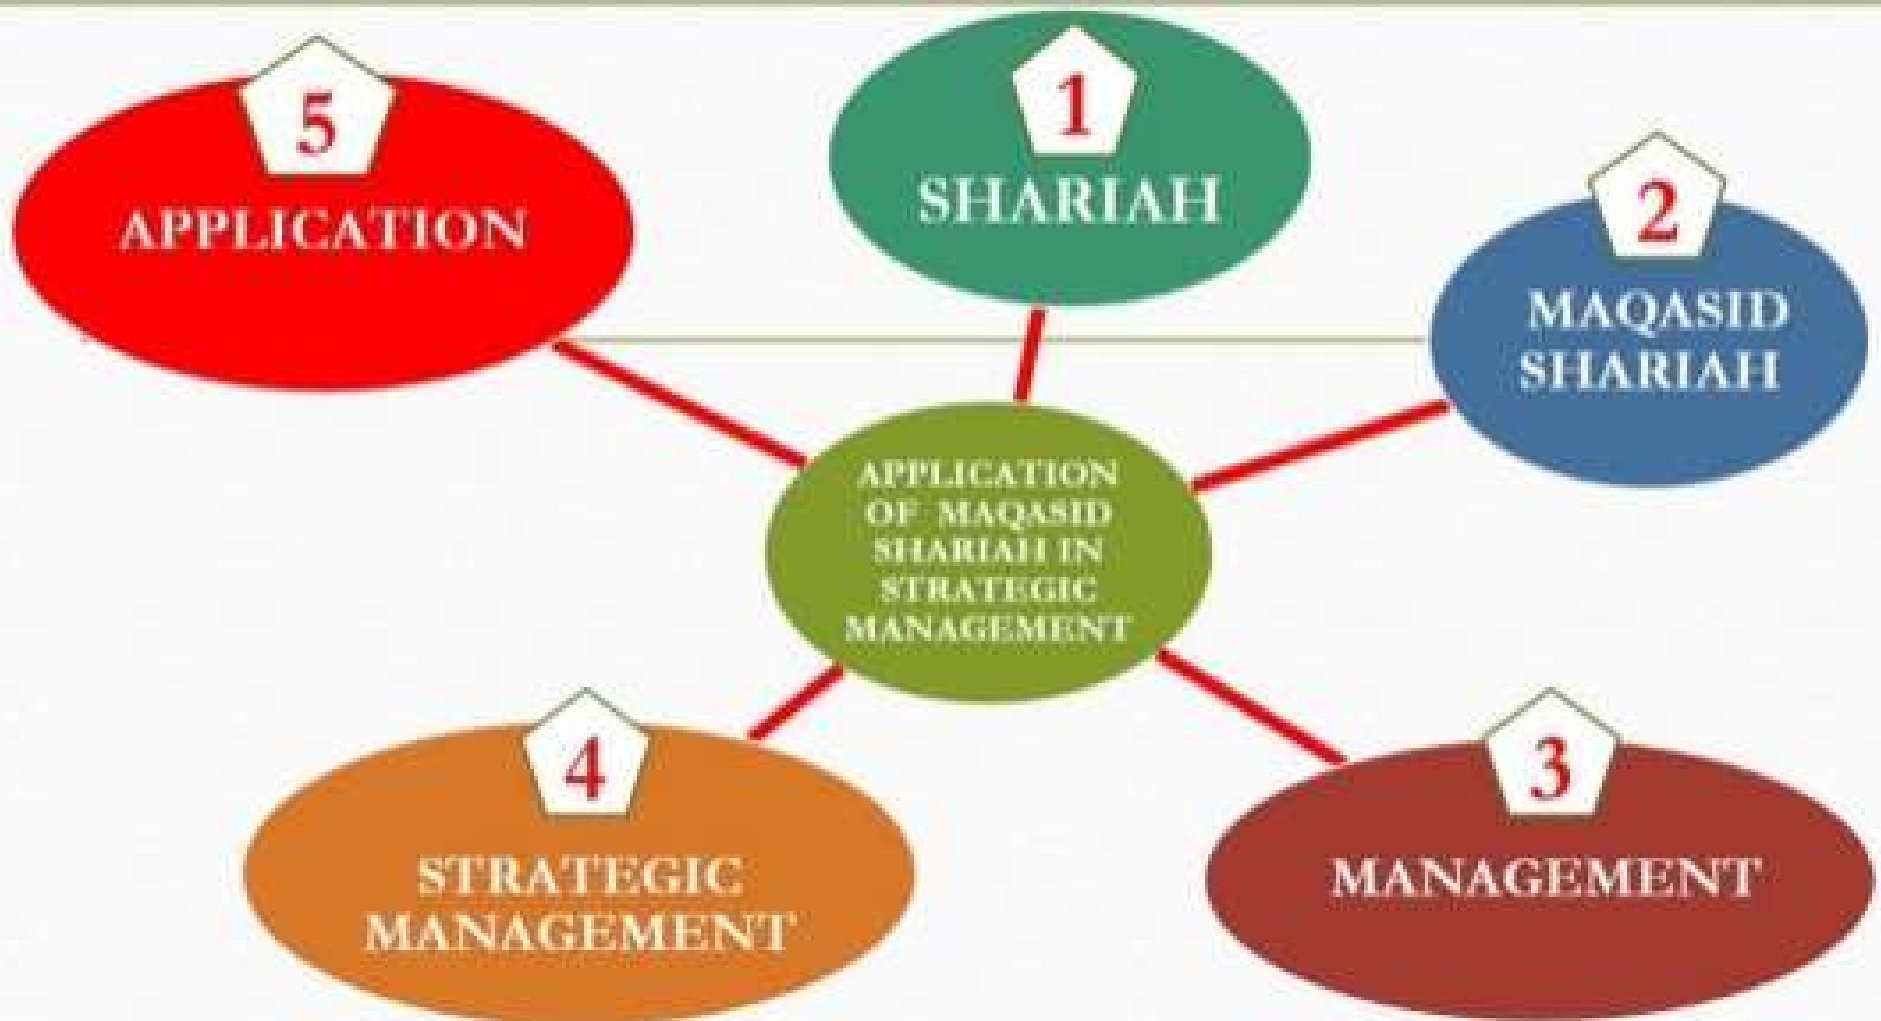 1
SHARIAH
2
MAQASID
SHARIAH
3
MANAGEMENT
4
STRATEGIC
MANAGEMENT
5
APPLICATION
APPLICATION
OF MAQASID
SHARIAH IN
STRATEGIC
MANAGEMENT